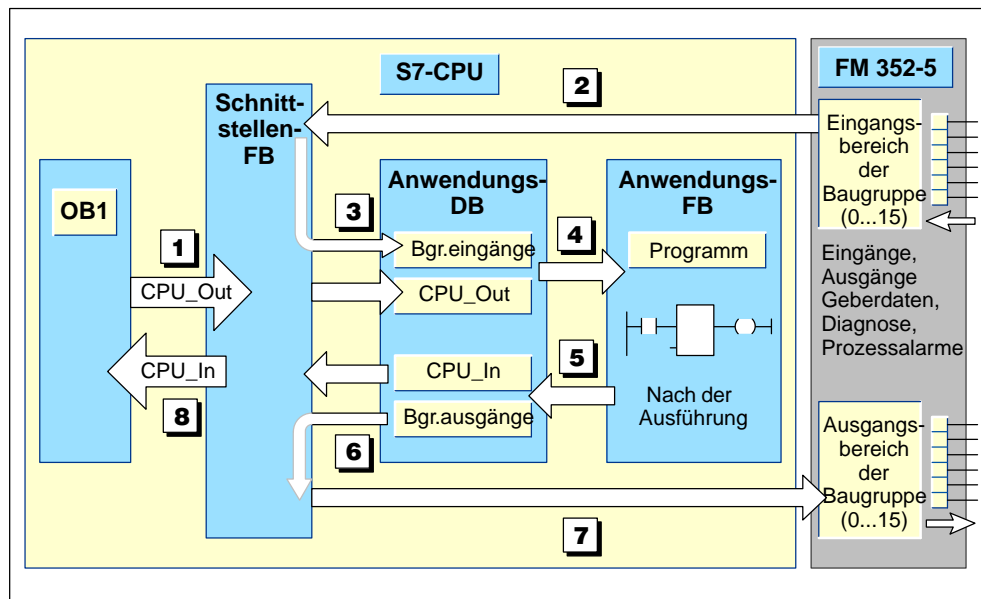 S7-CPU
FM 352-5
2
Schnitt-
stellen-
FB
Eingangs-
bereich
der
Baugruppe
(0...15)
OB1
Anwendungs-
DB
Anwendungs-
FB
1
3
4
Bgr.eingänge
Programm
CPU_Out
CPU_Out
Eingänge,
Ausgänge
Geberdaten,
Diagnose,
Prozessalarme
CPU_In
CPU_In
5
8
Bgr.ausgänge
6
Nach der
Ausführung
Ausgangs-
bereich
der
Baugruppe
(0...15)
7